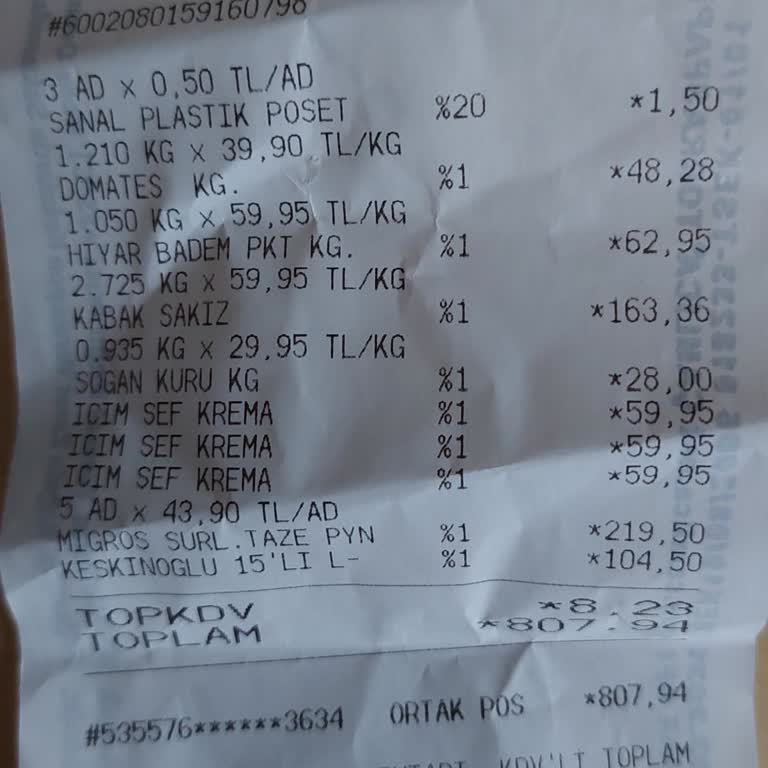 #6002080159160798
3 AD x 0,50 TL/AD
SANAL PLASTIK POSET %20 *1,50
1.210 KG x 39,90 TL/KG
DOMATES KG. %1 *48,28
1.050 KG x 59,95 TL/KG
HIYAR BADEM PKT KG. %1 *62,95
2.725 KG x 59,95 TL/KG
KABAK SAKIZ %1 *163,36
0.935 KG x 29,95 TL/KG
SOGAN KURU KG %1 *28,00
ICIM SEF KREMA %1 *59,95
ICIM SEF KREMA %1 *59,95
ICIM SEF KREMA %1 *59,95
5 AD x 43,90 TL/AD
MIGROS SURL.TAZE PYN %1 *219,50
KESKINOGLU 15'LI L- %1 *104,50
TOPKDV *8.23
TOPLAM *807.94
#535576******3634 ORTAK POS *807,94
KDV'LI TOPLAM